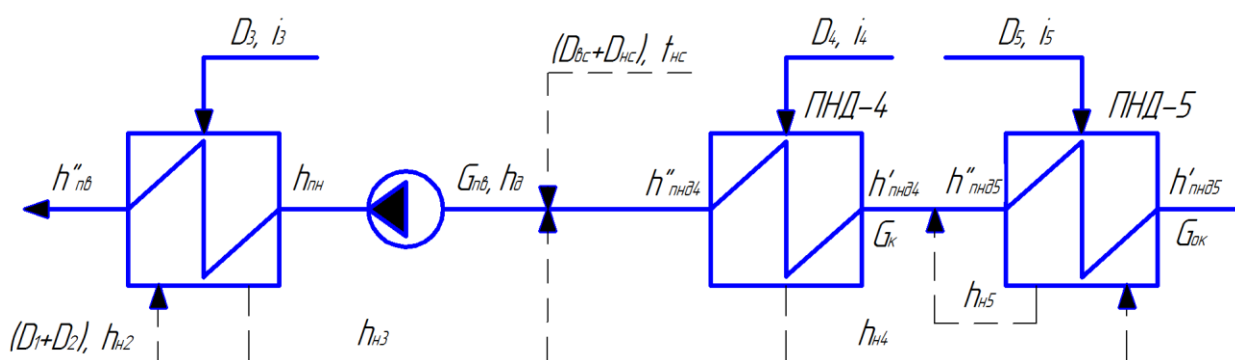 D₃, i₃
(Dвс+Dнс), tнс
D₄, i₄
D₅, i₅
ПНД-4
ПНД-5
h"пв
hпн
Gпв, hд
h"пнд4
h'пнд4
h"пнд5
h'пнд5
Gк
Gок
(D₁+D₂), hн2
hн3
hн4
hн5